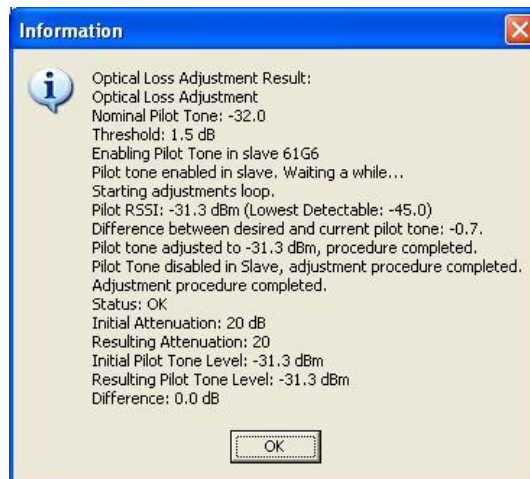 Information
Optical Loss Adjustment Result:
Optical Loss Adjustment
Nominal Pilot Tone: -32.0
Threshold: 1.5 dB
Enabling Pilot Tone in slave 61G6
Pilot tone enabled in slave. Waiting a while...
Starting adjustments loop.
Pilot RSSI: -31.3 dBm (Lowest Detectable: -45.0)
Difference between desired and current pilot tone: -0.7.
Pilot tone adjusted to -31.3 dBm, procedure completed.
Pilot Tone disabled in Slave, adjustment procedure completed.
Adjustment procedure completed.
Status: OK
Initial Attenuation: 20 dB
Resulting Attenuation: 20
Initial Pilot Tone Level: -31.3 dBm
Resulting Pilot Tone Level: -31.3 dBm
Difference: 0.0 dB
OK